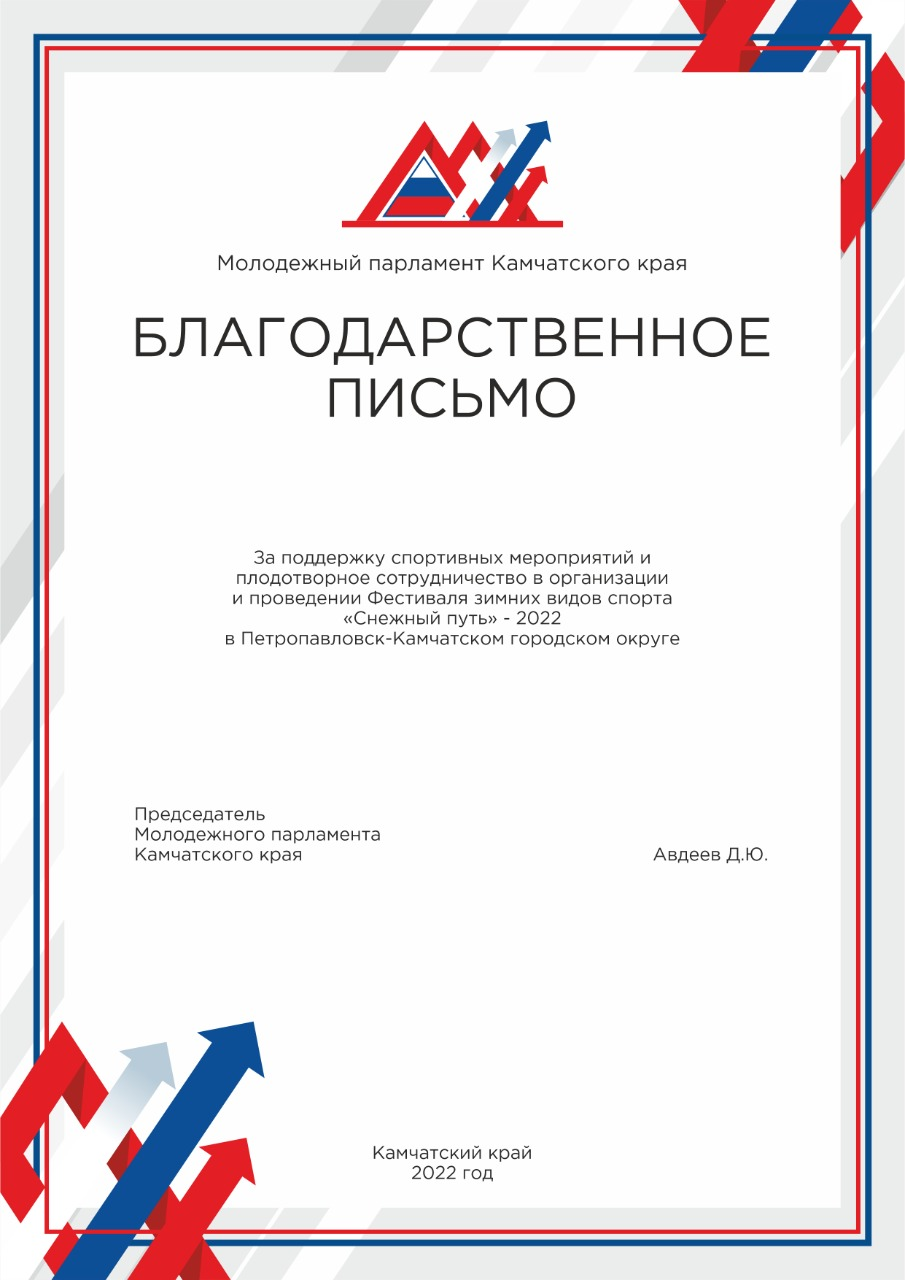 Молодежный парламент Камчатского края
БЛАГОДАРСТВЕННОЕ
ПИСЬМО
За поддержку спортивных мероприятий и
плодотворное сотрудничество в организации
и проведении Фестиваля зимних видов спорта
«Снежный путь» - 2022
в Петропавловск-Камчатском городском округе
Председатель
Молодежного парламента
Камчатского края
Авдеев Д.Ю.
Камчатский край
2022 год